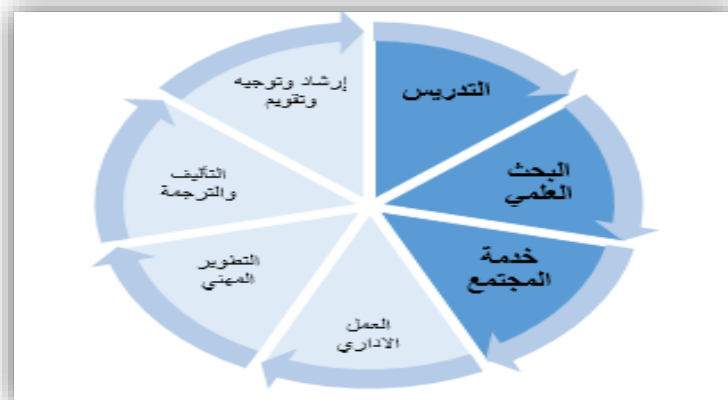 التدريس
البحث
العلمي
خدمة
المجتمع
العمل
الاداري
التطوير
المهني
التأليف
والترجمة
إرشاد وتوجيه
وتقويم